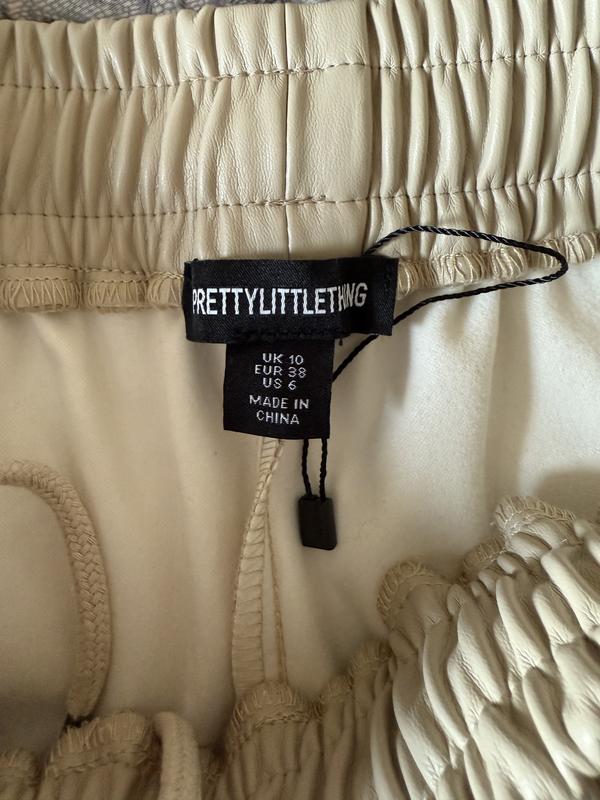 PRETTYLITTLETHING
UK 10
EUR 38
US 6
MADE IN
CHINA